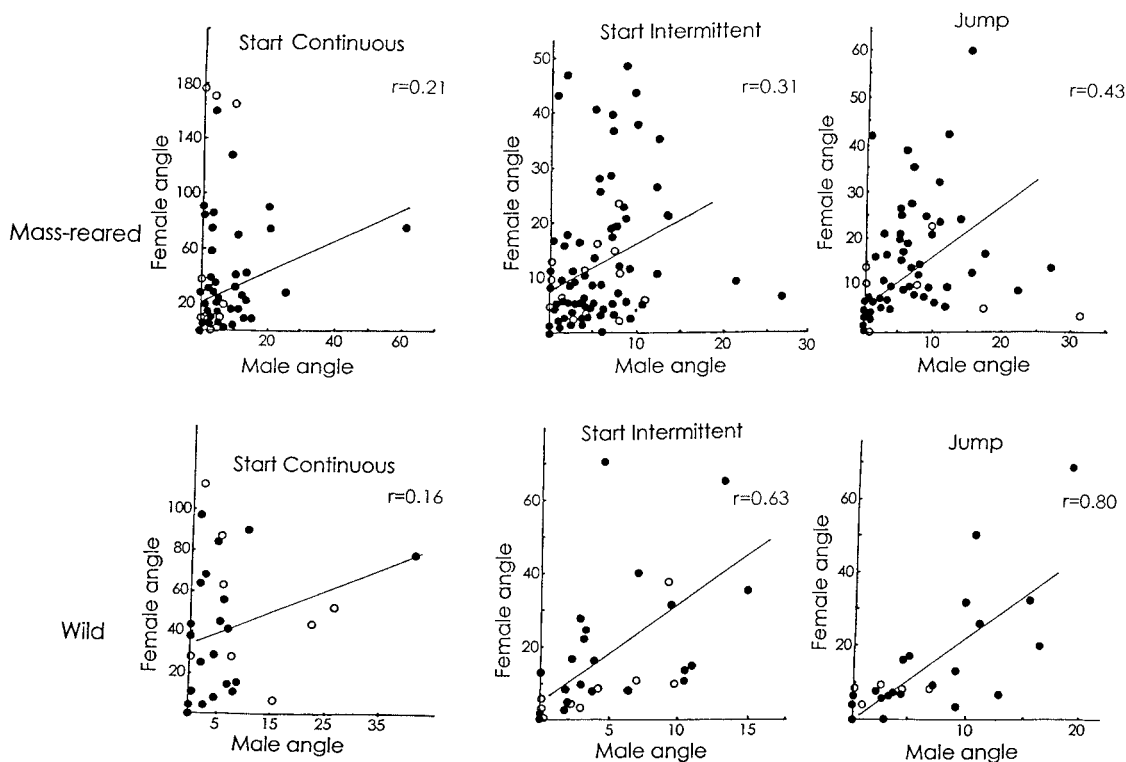 Start Continuous
r=0.21
180
140
100
60
20
20
40
60
Female angle
Male angle
Start Intermittent
r=0.31
50
40
30
20
10
10
20
30
Female angle
Male angle
Jump
r=0.43
60
50
40
30
20
10
10
20
30
Female angle
Male angle
Mass-reared
Start Continuous
r=0.16
100
80
60
40
20
5
15
25
35
Female angle
Male angle
Start Intermittent
r=0.63
60
40
20
5
10
15
Female angle
Male angle
Jump
r=0.80
60
40
20
10
20
Female angle
Male angle
Wild